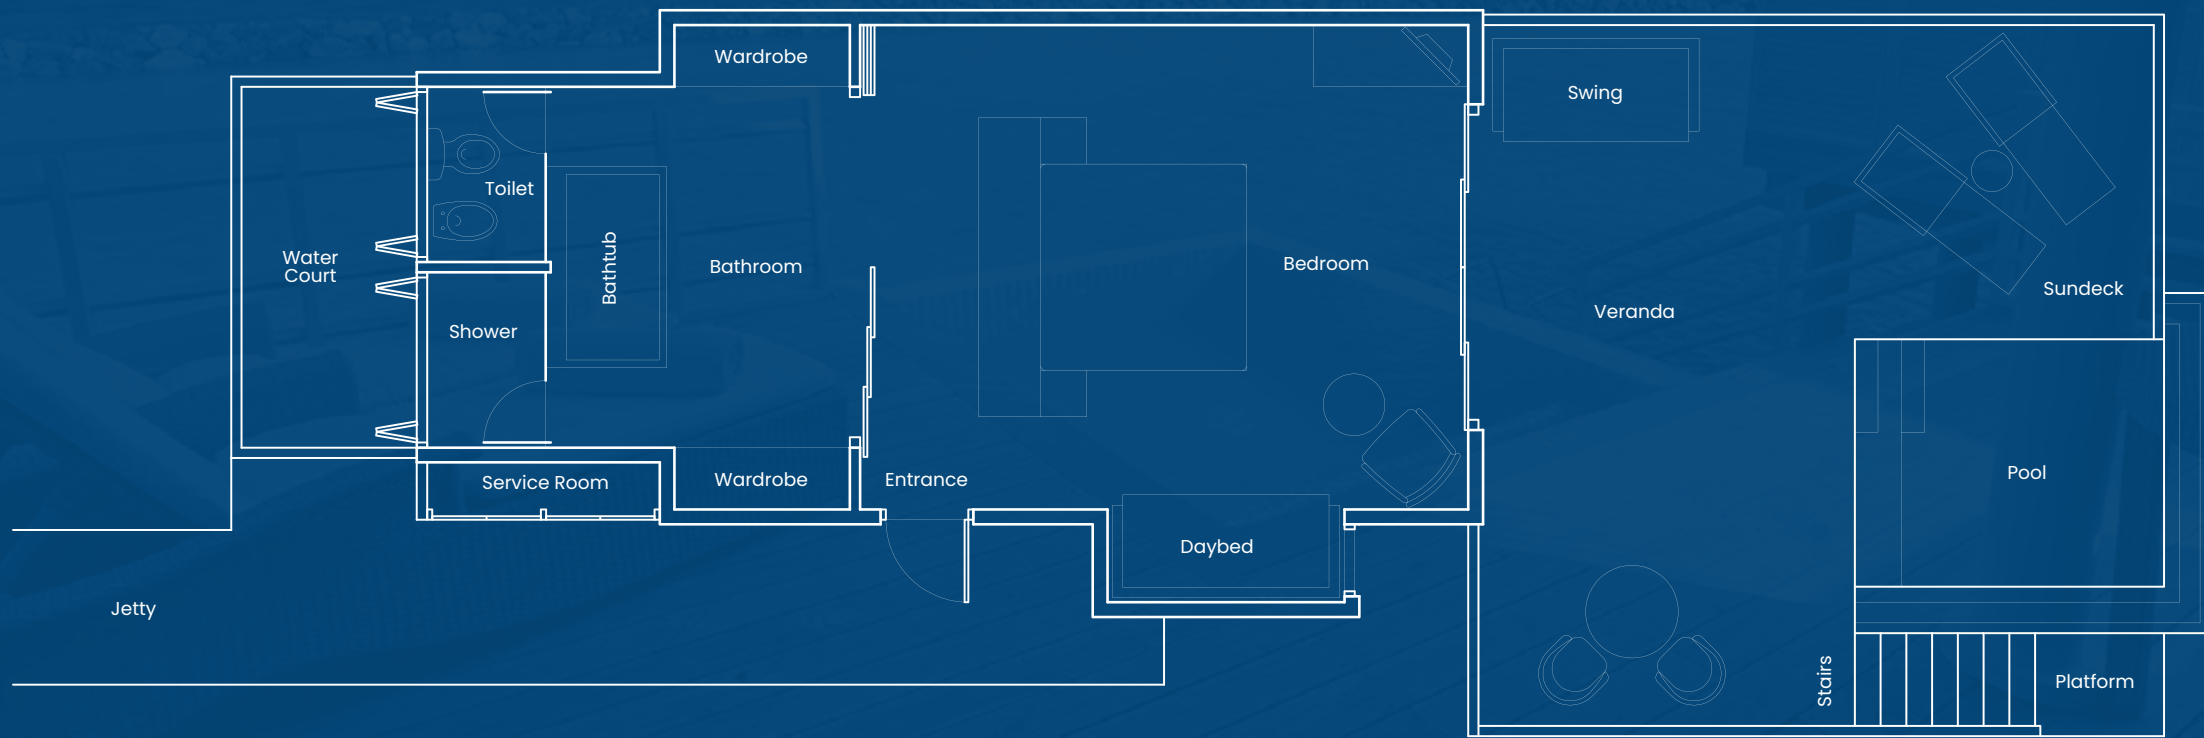 Wardrobe
Swing
Toilet
Water
Court
Bathtub
Bathroom
Bedroom
Sundeck
Veranda
Shower
Pool
Service Room
Wardrobe
Entrance
Daybed
Jetty
Stairs
Platform